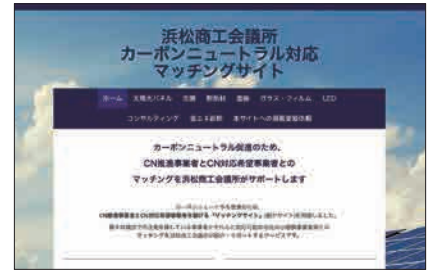 浜松商工会議所
カーボンニュートラル対応
マッチングサイト
ホーム 太陽光パネル 空調 断熱材 塗装 ガラス・フィルム LED
コンサルティング 省エネ診断 本サイトへの掲載登録依頼
カーボンニュートラル促進のため、
CN推進事業者とCN対応希望事業者との
マッチングを浜松商工会議所がサポートします